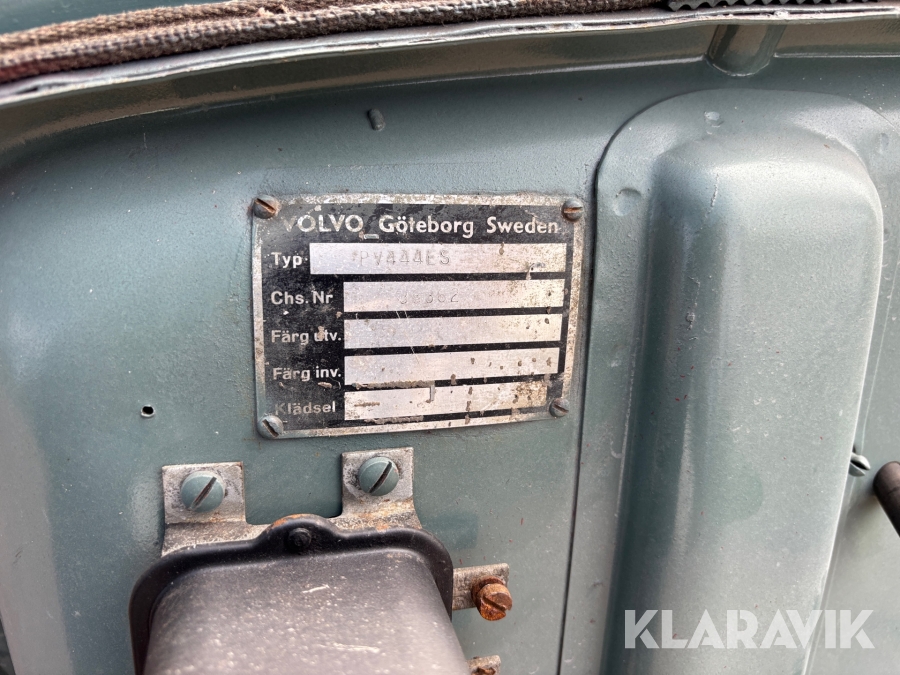 VOLVO Göteborg Sweden
Typ PV444ES
Chs. Nr
Färg utv.
Färg inv.
Klädsel
KLARAVIK